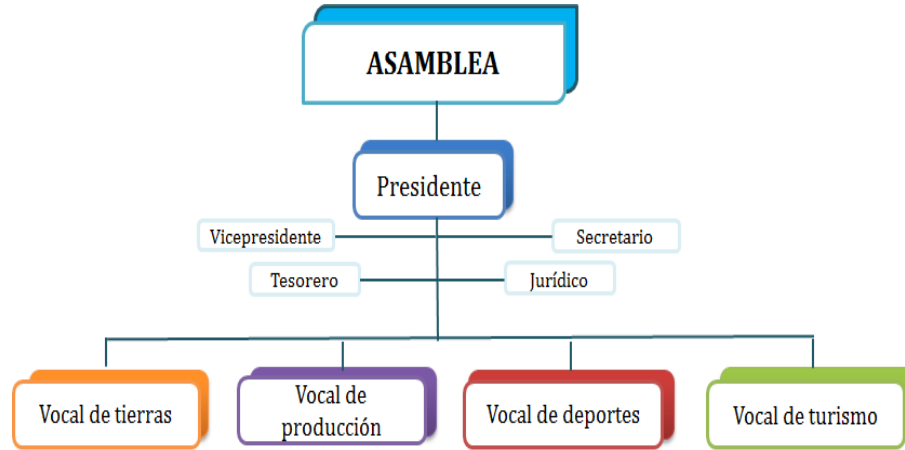 ASAMBLEA
Presidente
Vicepresidente
Secretario
Tesorero
Jurídico
Vocal de tierras
Vocal de
producción
Vocal de deportes
Vocal de turismo